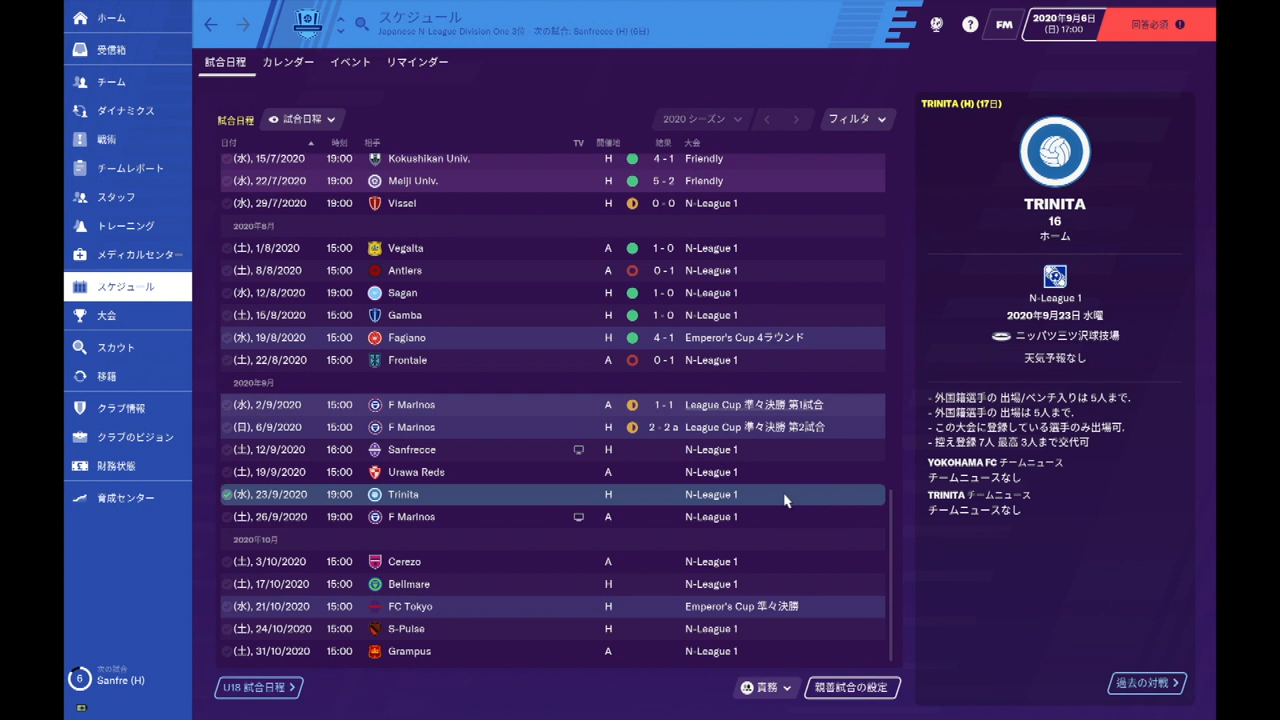 ホーム
受信箱
チーム
ダイナミクス
戦術
チームレポート
スタッフ
トレーニング
メディカルセンター
スケジュール
大会
スカウト
移籍
クラブ情報
クラブのビジョン
財務状態
育成センター
6 次の試合
Sanfre (H)
スケジュール
Japanese N-League Division One 3位 次の試合: Sanfrecce (H) (6日)
FM
2020年9月6日
(日) 17:00
回答必須
試合日程 カレンダー イベント リマインダー
試合日程 試合日程 2020 シーズン フィルタ
日付 時刻 相手 TV 開催地 結果 大会
(水), 15/7/2020 19:00 Kokushikan Univ. H 4 - 1 Friendly
(水), 22/7/2020 19:00 Meiji Univ. H 5 - 2 Friendly
(水), 29/7/2020 19:00 Vissel H 0 - 0 N-League 1
2020年8月
(土), 1/8/2020 15:00 Vegalta A 1 - 0 N-League 1
(土), 8/8/2020 15:00 Antlers A 0 - 1 N-League 1
(水), 12/8/2020 19:00 Sagan H 1 - 0 N-League 1
(土), 15/8/2020 15:00 Gamba H 1 - 0 N-League 1
(水), 19/8/2020 15:00 Fagiano H 4 - 1 Emperor's Cup 4ラウンド
(土), 22/8/2020 15:00 Frontale A 0 - 1 N-League 1
2020年9月
(水), 2/9/2020 15:00 F Marinos A 1 - 1 League Cup 準々決勝 第1試合
(日), 6/9/2020 15:00 F Marinos H 2 - 2 a League Cup 準々決勝 第2試合
(土), 12/9/2020 16:00 Sanfrecce H N-League 1
(土), 19/9/2020 15:00 Urawa Reds A N-League 1
(水), 23/9/2020 19:00 Trinita H N-League 1
(土), 26/9/2020 19:00 F Marinos A N-League 1
2020年10月
(土), 3/10/2020 15:00 Cerezo A N-League 1
(土), 17/10/2020 15:00 Bellmare H N-League 1
(水), 21/10/2020 15:00 FC Tokyo H Emperor's Cup 準々決勝
(土), 24/10/2020 15:00 S-Pulse H N-League 1
(土), 31/10/2020 15:00 Grampus A N-League 1
U18 試合日程
責務
親善試合の設定
TRINITA (H) (17日)
TRINITA
16
ホーム
N-League 1
2020年9月23日 水曜
ニッパツ三ツ沢球技場
天気予報なし
- 外国籍選手の 出場/ベンチ入りは 5人まで.
- 外国籍選手の 出場は 5人まで.
- この大会に登録している選手のみ出場可.
- 控え登録 7人 最高 3人まで交代可
YOKOHAMA FC チームニュース
チームニュースなし
TRINITA チームニュース
チームニュースなし
過去の対戦